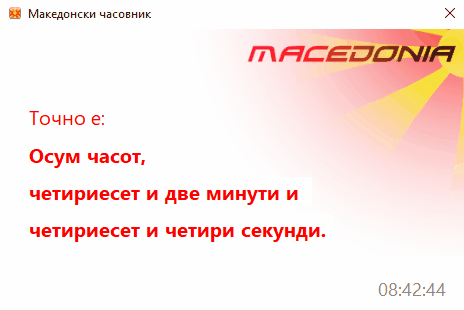 Македонски часовник
MACEDONIA
Точно е:
Осум часот,
четириесет и две минути и
четириесет и четири секунди.
08:42:44